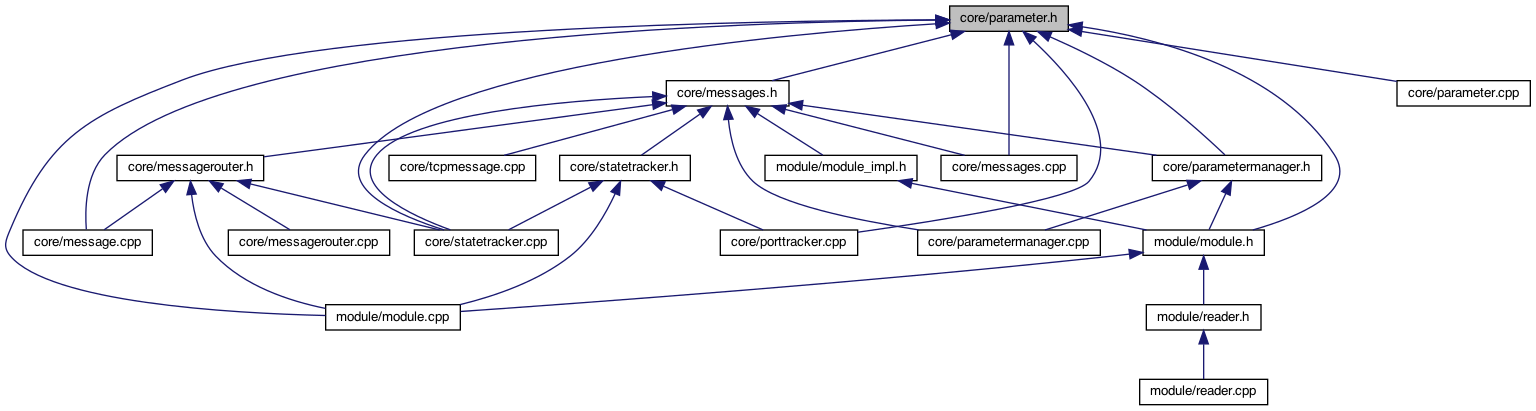 core/parameter.h
core/messages.h
core/parameter.cpp
core/messagerouter.h
core/tcpmessage.cpp
core/statetracker.h
module/module_impl.h
core/messages.cpp
core/parametermanager.h
core/message.cpp
core/messagerouter.cpp
core/statetracker.cpp
core/porttracker.cpp
core/parametermanager.cpp
module/module.h
module/module.cpp
module/reader.h
module/reader.cpp